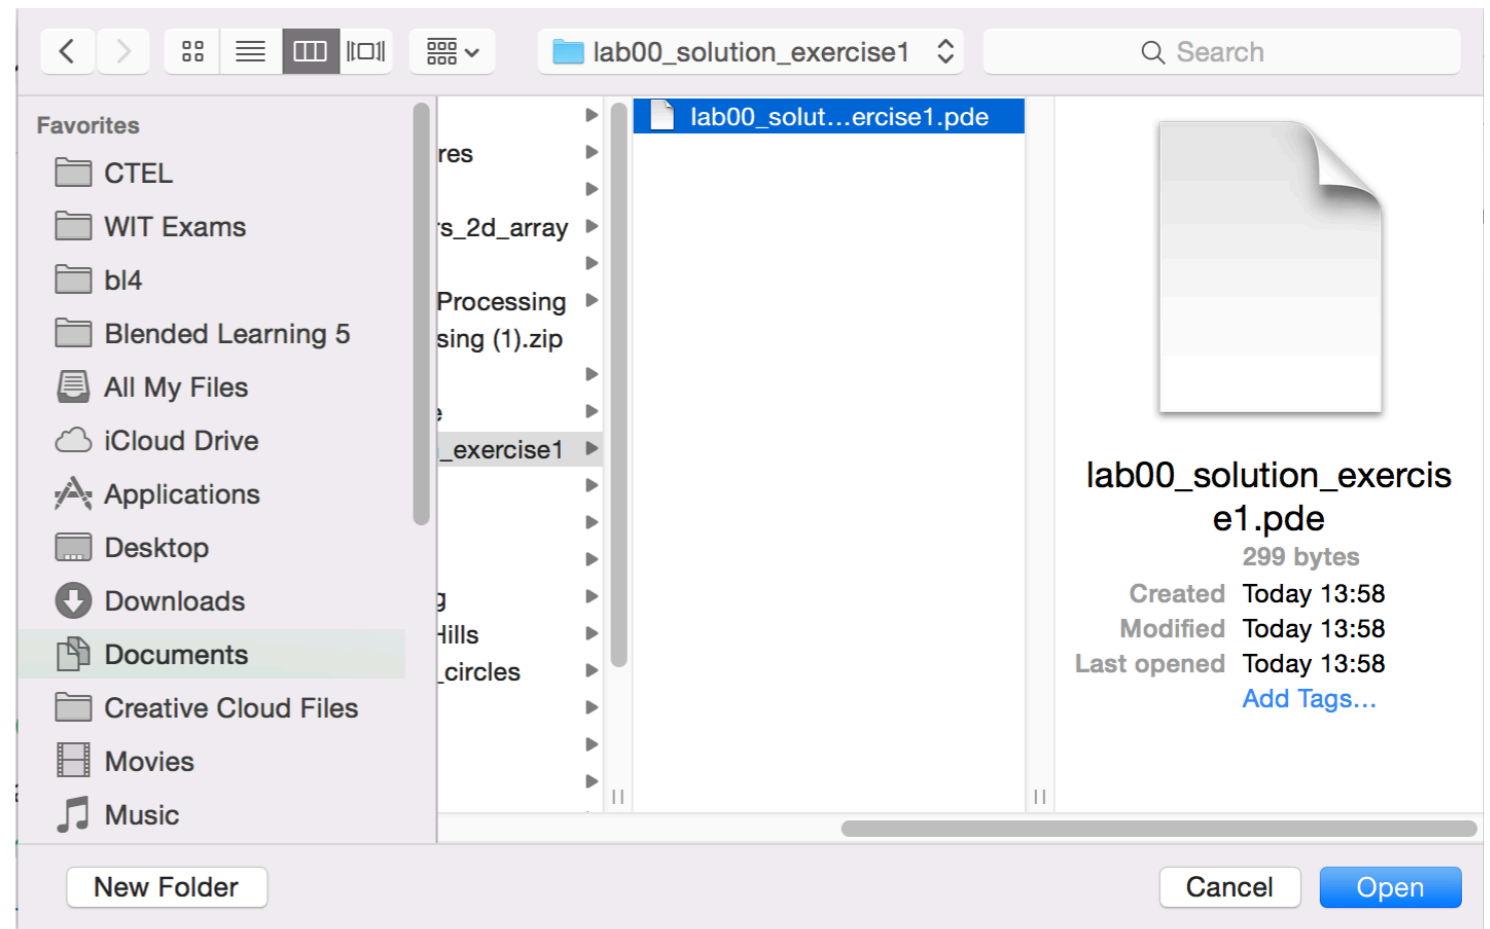 lab00_solution_exercise1
Search
Favorites
CTEL
WIT Exams
bl4
Blended Learning 5
All My Files
iCloud Drive
Applications
Desktop
Downloads
Documents
Creative Cloud Files
Movies
Music
res
rs_2d_array
Processing
sing (1).zip
_exercise1
Hills
_circles
lab00_solut...ercise1.pde
lab00_solution_exercis
e1.pde
299 bytes
Created Today 13:58
Modified Today 13:58
Last opened Today 13:58
Add Tags...
New Folder
Cancel
Open